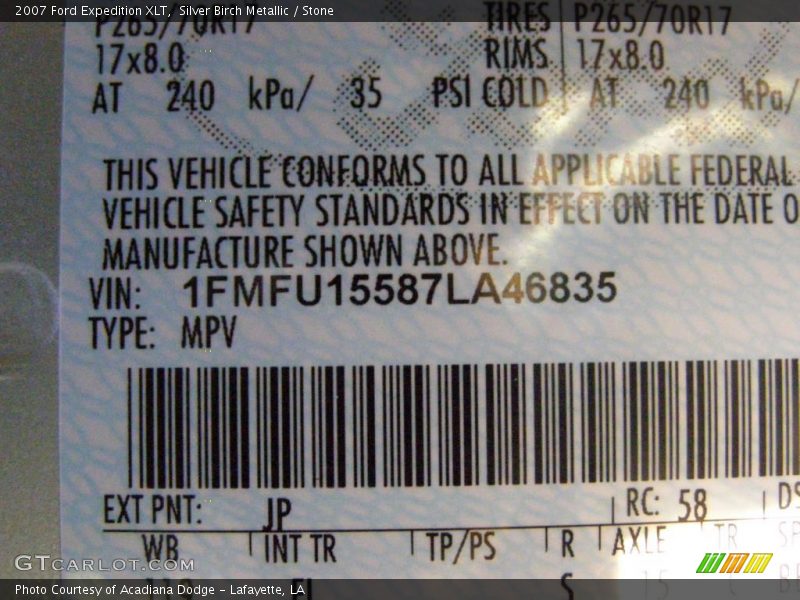 2007 Ford Expedition XLT, Silver Birch Metallic / Stone
P265/70R17 TIRES P265/70R17
17x8.0 RIMS 17x8.0
AT 240 kPa/ 35 PSI COLD AT 240 kPa/
THIS VEHICLE CONFORMS TO ALL APPLICABLE FEDERAL
VEHICLE SAFETY STANDARDS IN EFFECT ON THE DATE O
MANUFACTURE SHOWN ABOVE.
VIN: 1FMFU15587LA46835
TYPE: MPV
EXT PNT: JP RC: 58 DS
WB INT TR TP/PS R AXLE TR SP
S 15
GTCARLOT.COM
Photo Courtesy of Acadiana Dodge - Lafayette, LA